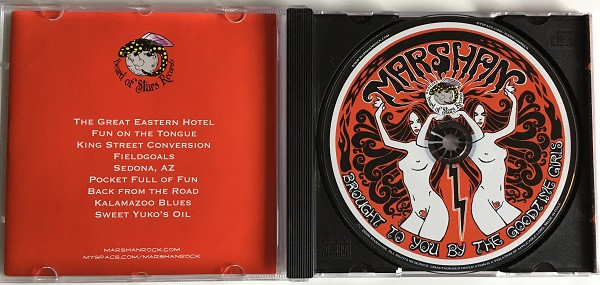 Beard of Stars Records
The Great Eastern Hotel
Fun on the Tongue
King Street Conversion
Fieldgoals
Sedona, AZ
Pocket Full of Fun
Back from the Road
Kalamazoo Blues
Sweet Yuko's Oil
marshanrock.com
myspace.com/marshanrock
MARSHAN
BROUGHT TO YOU BY THE GOODTIME GIRLS